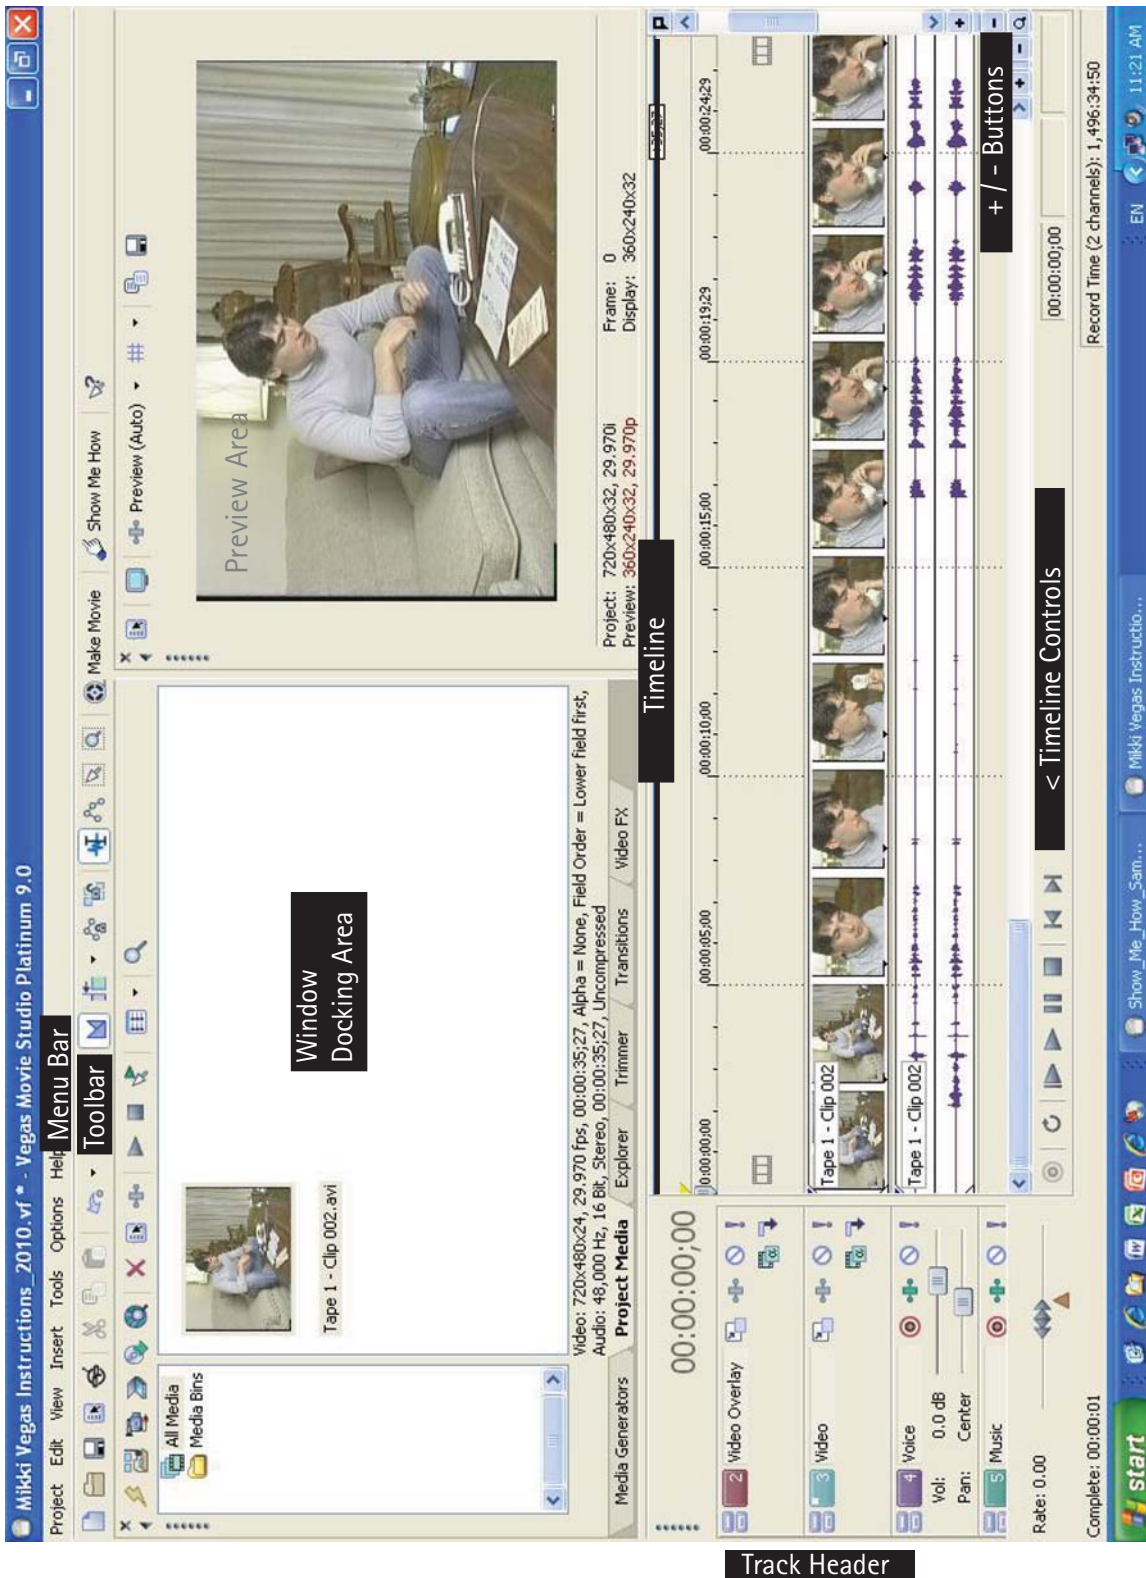 Mikki Vegas Instructions_2010.vf * - Vegas Movie Studio Platinum 9.0
Project Edit View Insert Tools Options Help
Menu Bar
Toolbar
Make Movie
Show Me How
All Media
Media Bins
Tape 1 - Clip 002.avi
Window
Docking Area
Video: 720x480x24, 29.970 fps, 00:00:35;27, Alpha = None, Field Order = Lower field first,
Audio: 48,000 Hz, 16 Bit, Stereo, 00:00:35;27, Uncompressed
Media Generators Project Media Explorer Trimmer Transitions Video FX
Preview (Auto)
Preview Area
Project: 720x480x32, 29.970i
Frame: 0
Preview: 360x240x32, 29.970p
Display: 360x240x32
Timeline
00:00:00;00
00:00:00;00 00:00:05;00 00:00:10;00 00:00:15;00 00:00:19;29 00:00:24;29
2 Video Overlay
3 Video
Tape 1 - Clip 002
4 Voice
Tape 1 - Clip 002
Vol: 0.0 dB
Pan: Center
5 Music
Track Header
+ / - Buttons
Rate: 0.00
< Timeline Controls
00:00:00;00
Complete: 00:00:01
Record Time (2 channels): 1,496:34:50
start
Show_Me_How_Sam...
Mikki Vegas Instructio...
EN
11:21 AM